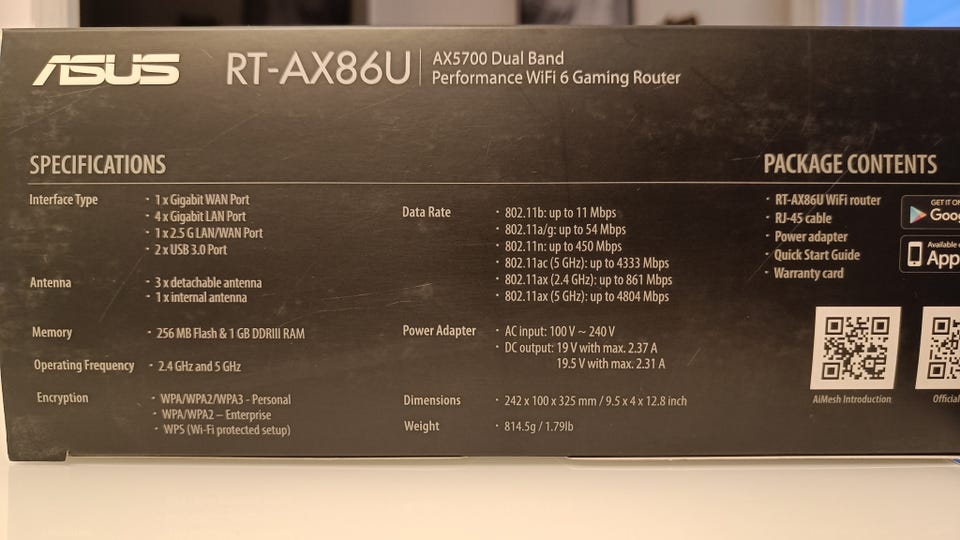 ASUS RT-AX86U AX5700 Dual Band
Performance WiFi 6 Gaming Router
SPECIFICATIONS
Interface Type
· 1 x Gigabit WAN Port
· 4 x Gigabit LAN Port
· 1 x 2.5 G LAN/WAN Port
· 2 x USB 3.0 Port
Antenna
· 3 x detachable antenna
· 1 x internal antenna
Memory · 256 MB Flash & 1 GB DDRIII RAM
Operating Frequency · 2.4 GHz and 5 GHz
Encryption
· WPA/WPA2/WPA3 - Personal
· WPA/WPA2 – Enterprise
· WPS (Wi-Fi protected setup)
Data Rate
· 802.11b: up to 11 Mbps
· 802.11a/g: up to 54 Mbps
· 802.11n: up to 450 Mbps
· 802.11ac (5 GHz): up to 4333 Mbps
· 802.11ax (2.4 GHz): up to 861 Mbps
· 802.11ax (5 GHz): up to 4804 Mbps
Power Adapter
· AC input: 100 V ~ 240 V
· DC output: 19 V with max. 2.37 A
19.5 V with max. 2.31 A
Dimensions · 242 x 100 x 325 mm / 9.5 x 4 x 12.8 inch
Weight · 814.5g / 1.79lb
PACKAGE CONTENTS
· RT-AX86U WiFi router
· RJ-45 cable
· Power adapter
· Quick Start Guide
· Warranty card
GET IT ON
Goo
Available
App
AiMesh Introduction
Official